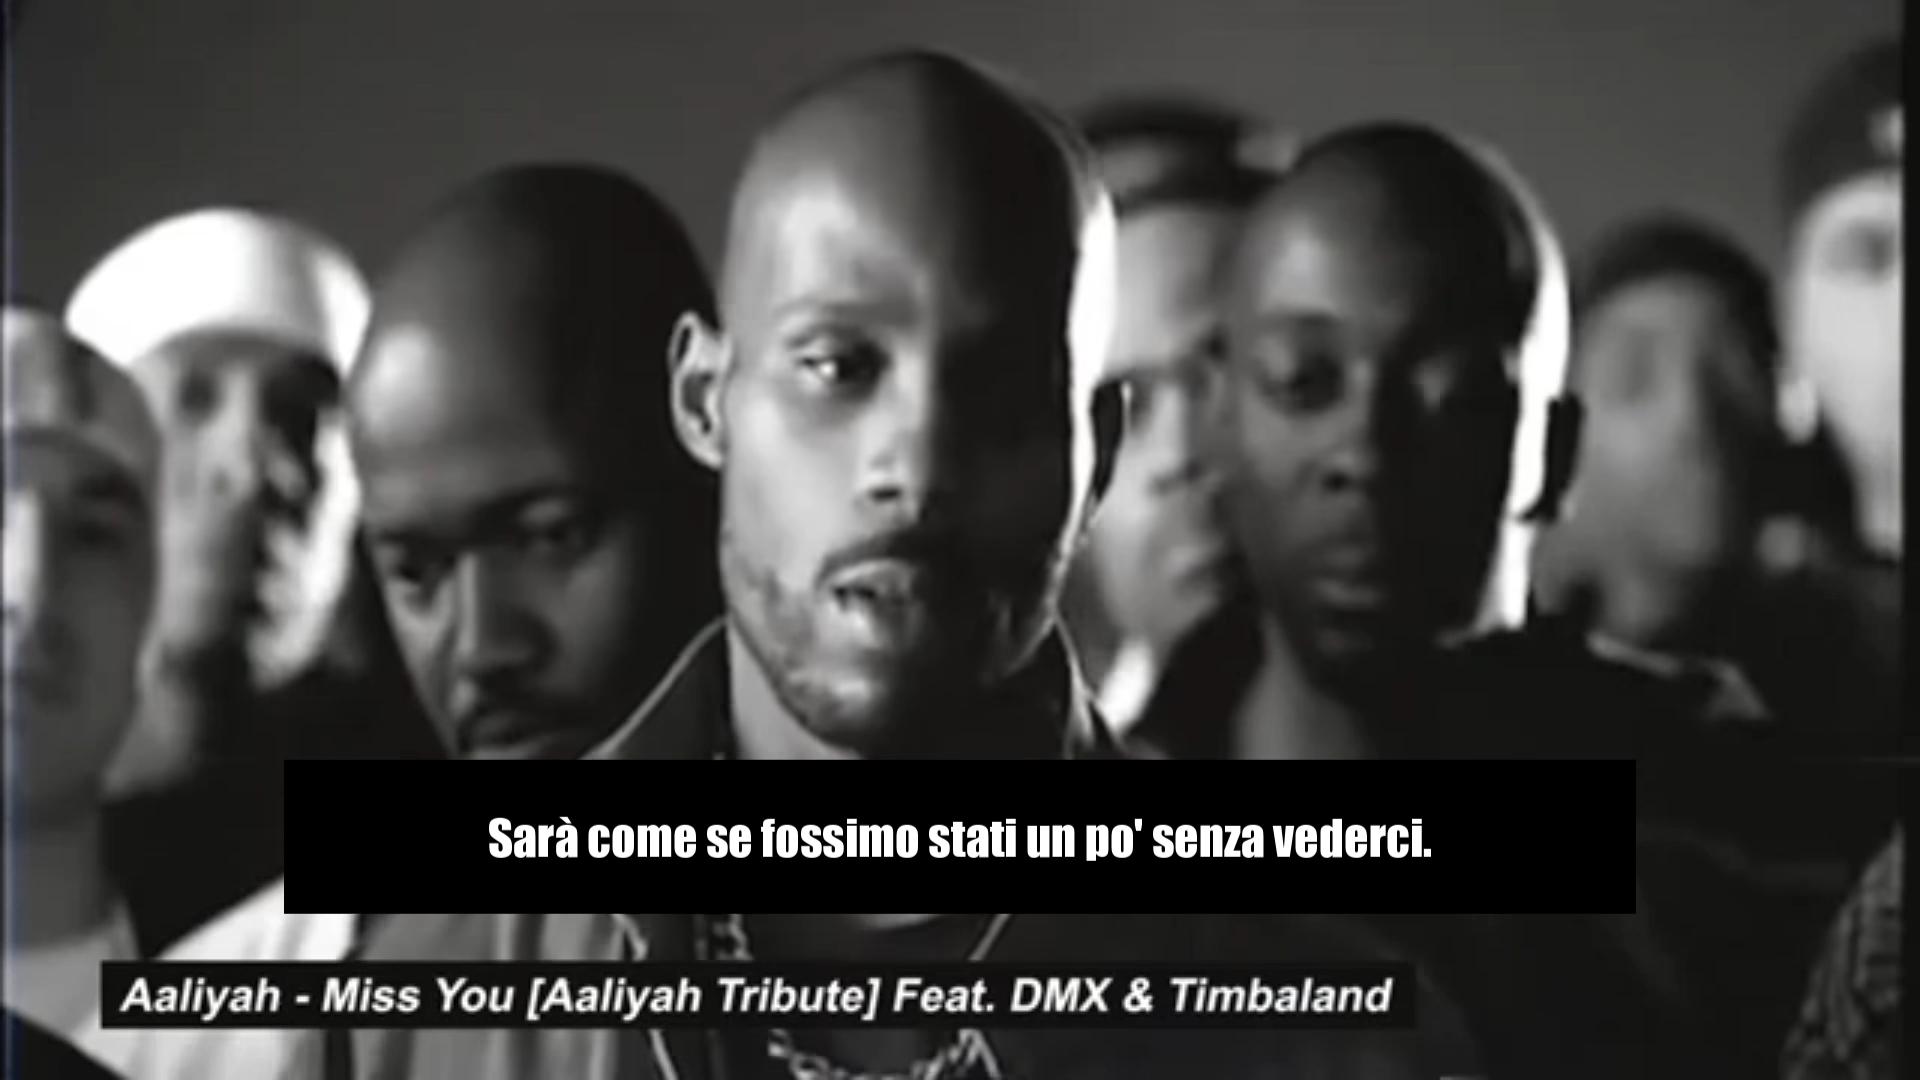 Sarà come se fossimo stati un po' senza vederci.
Aaliyah - Miss You [Aaliyah Tribute] Feat. DMX & Timbaland